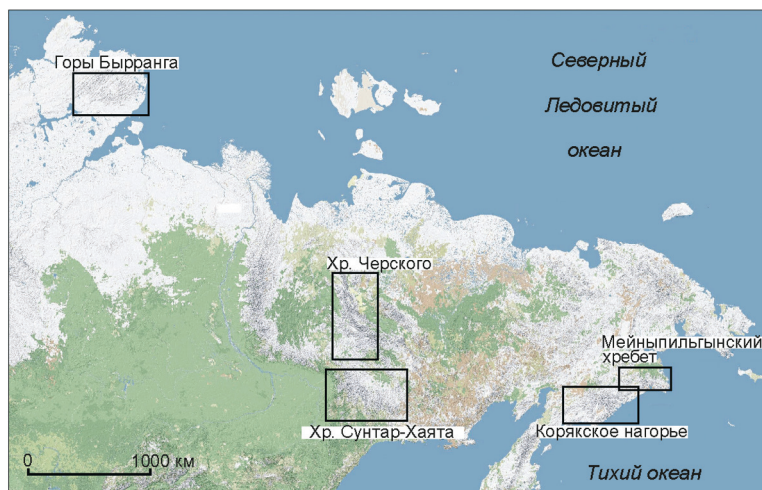 Горы Бырранга
Северный
Ледовитый
океан
Хр. Черского
Мейныпильгынский
хребет
Хр. Сунтар-Хаята
Корякское нагорье
0
1000 км
Тихий океан